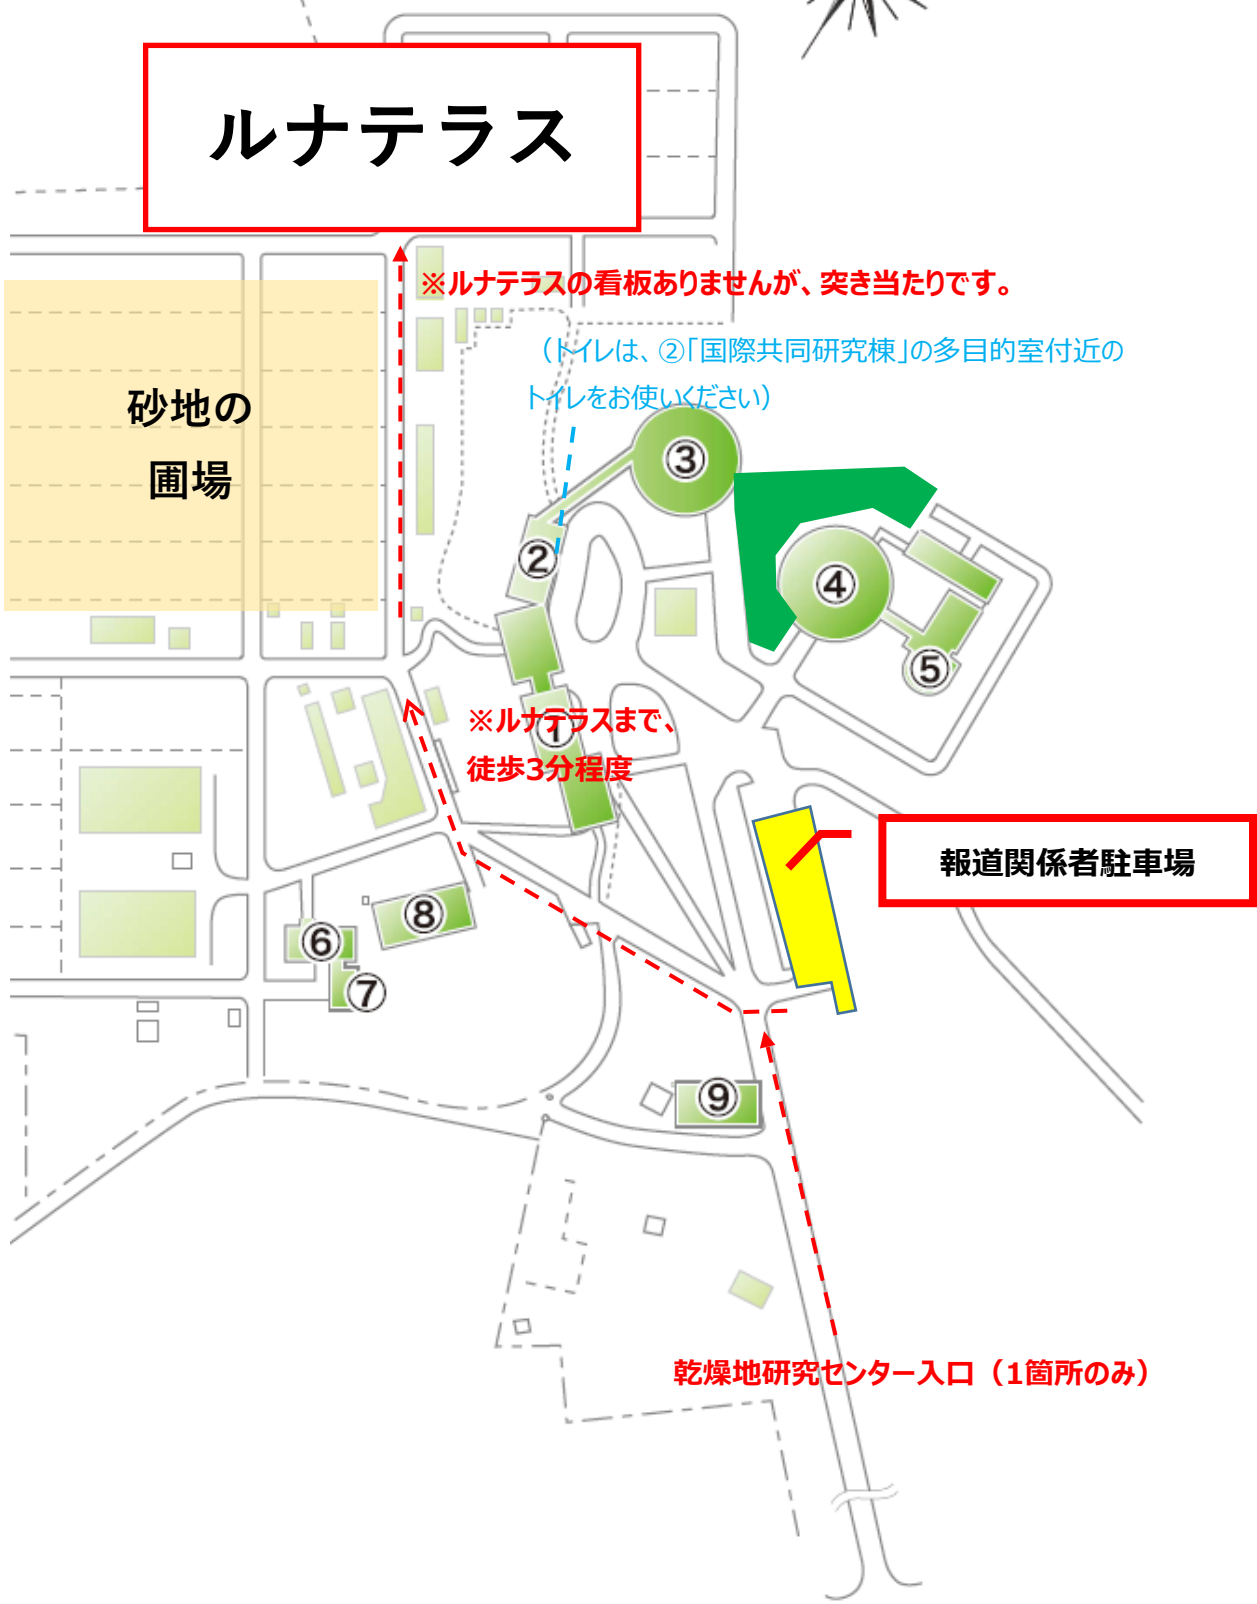 ルナテラス
※ルナテラスの看板ありませんが、突き当たりです。
（トイレは、②「国際共同研究棟」の多目的室付近の
トイレをお使いください）
砂地の
圃場
③
②
④
⑤
※ルナテラスまで、
①
徒歩3分程度
報道関係者駐車場
⑧
⑥
⑦
⑨
乾燥地研究センター入口（1箇所のみ）